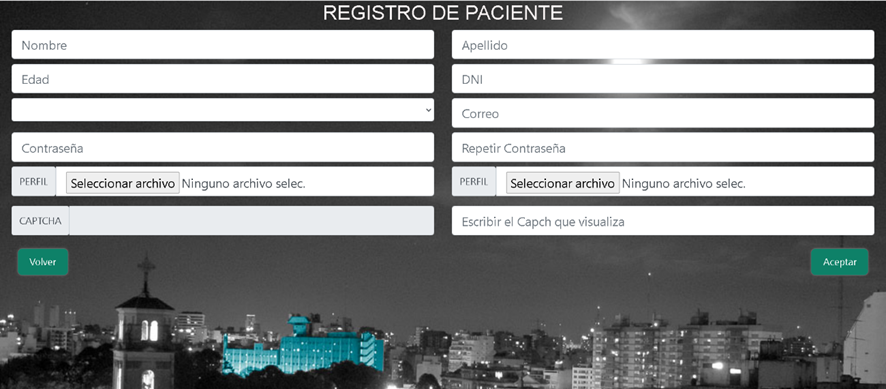 REGISTRO DE PACIENTE
Nombre
Apellido
Edad
DNI
Correo
Contraseña
Repetir Contraseña
PERFIL Seleccionar archivo Ninguno archivo selec.
PERFIL Seleccionar archivo Ninguno archivo selec.
CAPTCHA
Escribir el Capch que visualiza
Volver
Aceptar